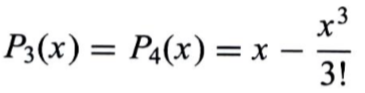 P₃(x) = P₄(x) = x − x³/3!